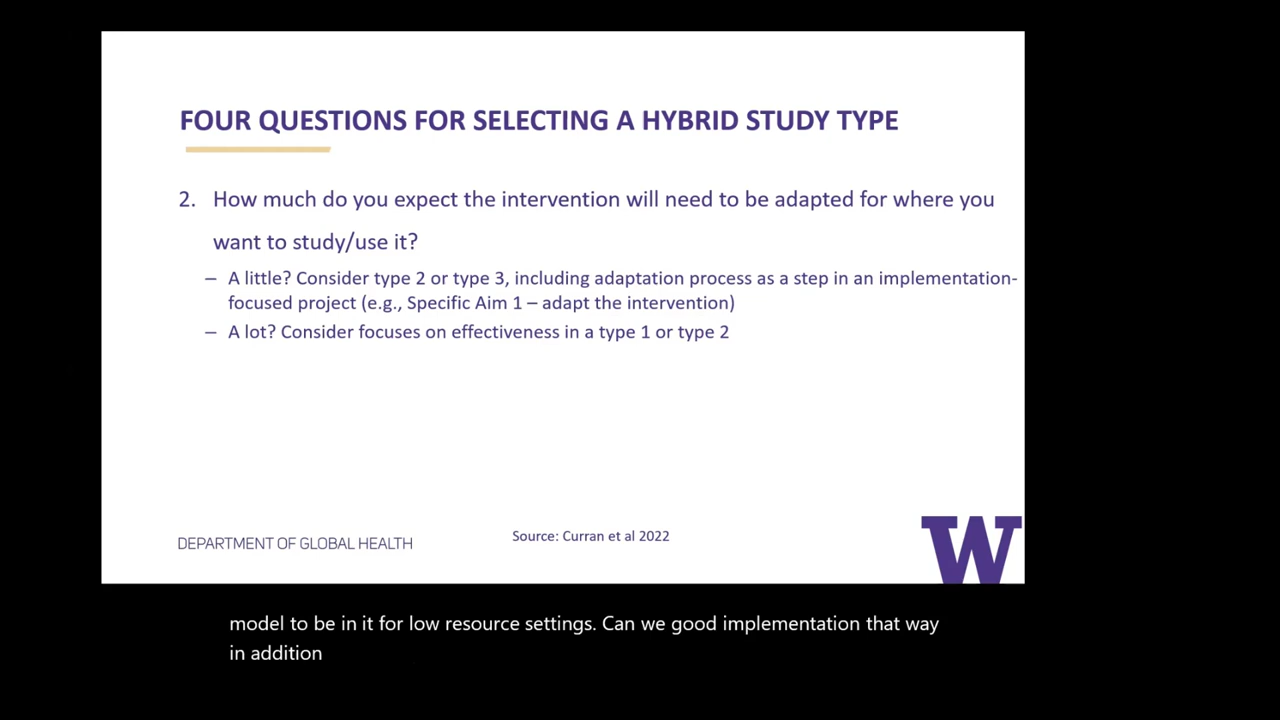 FOUR QUESTIONS FOR SELECTING A HYBRID STUDY TYPE
2. How much do you expect the intervention will need to be adapted for where you
want to study/use it?
– A little? Consider type 2 or type 3, including adaptation process as a step in an implementation-
focused project (e.g., Specific Aim 1 – adapt the intervention)
– A lot? Consider focuses on effectiveness in a type 1 or type 2
Source: Curran et al 2022
DEPARTMENT OF GLOBAL HEALTH
W
model to be in it for low resource settings. Can we good implementation that way
in addition